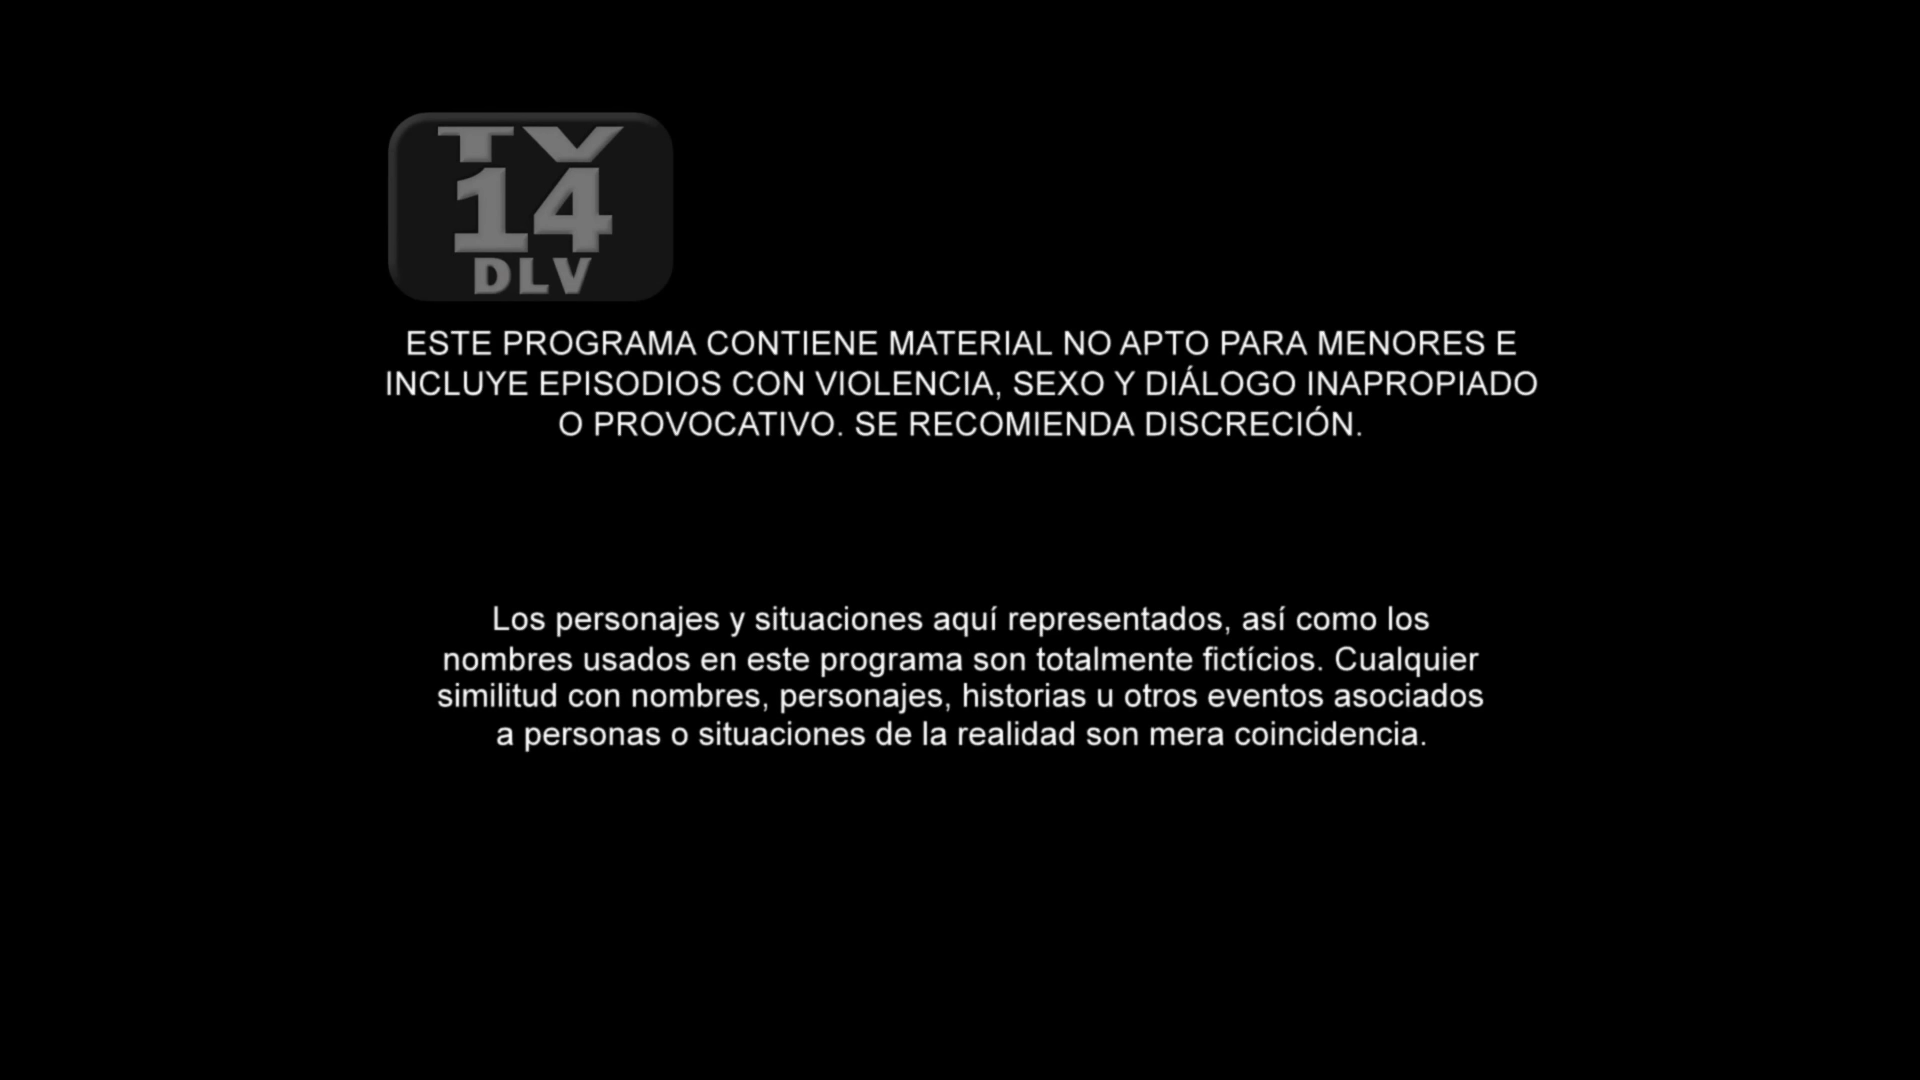 TV
14
DLV
ESTE PROGRAMA CONTIENE MATERIAL NO APTO PARA MENORES E
INCLUYE EPISODIOS CON VIOLENCIA, SEXO Y DIÁLOGO INAPROPIADO
O PROVOCATIVO. SE RECOMIENDA DISCRECIÓN.
Los personajes y situaciones aquí representados, así como los
nombres usados en este programa son totalmente fictícios. Cualquier
similitud con nombres, personajes, historias u otros eventos asociados
a personas o situaciones de la realidad son mera coincidencia.